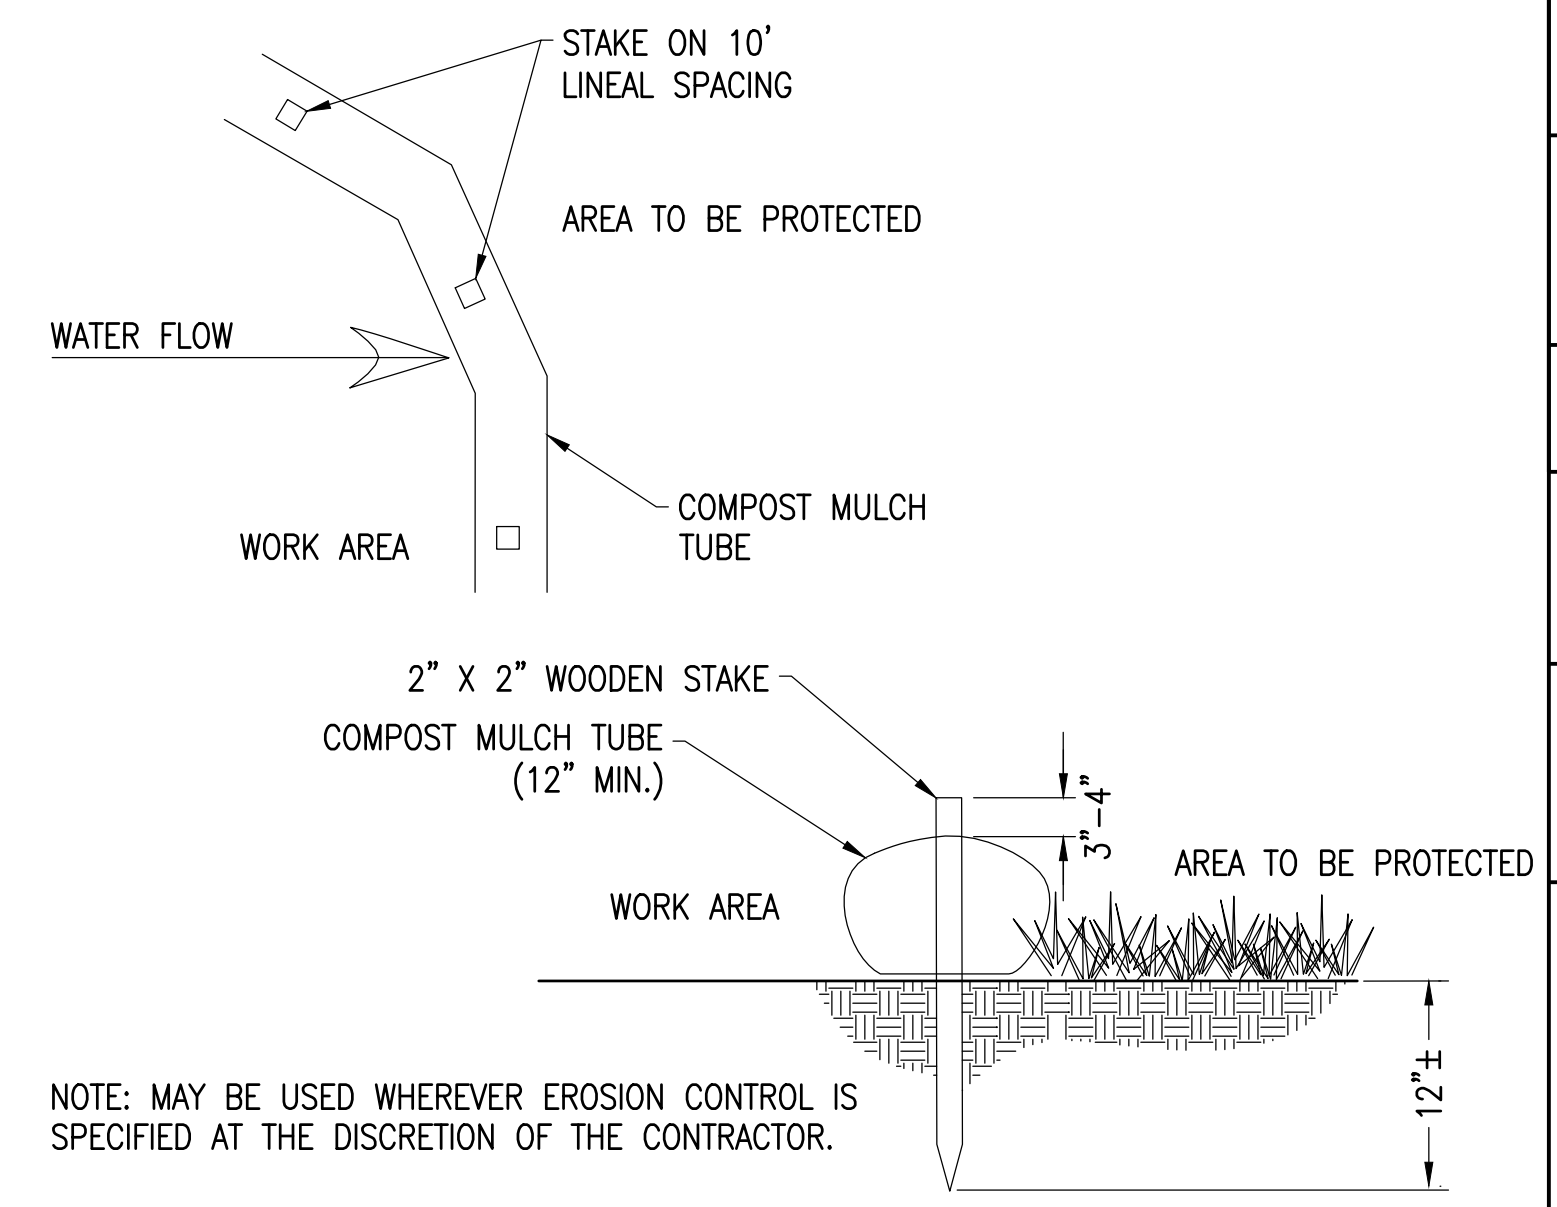 STAKE ON 10'
LINEAL SPACING
AREA TO BE PROTECTED
WATER FLOW
COMPOST MULCH
TUBE
WORK AREA
2" X 2" WOODEN STAKE
COMPOST MULCH TUBE
(12" MIN.)
3"-4"
AREA TO BE PROTECTED
WORK AREA
12"±
NOTE: MAY BE USED WHEREVER EROSION CONTROL IS
SPECIFIED AT THE DISCRETION OF THE CONTRACTOR.